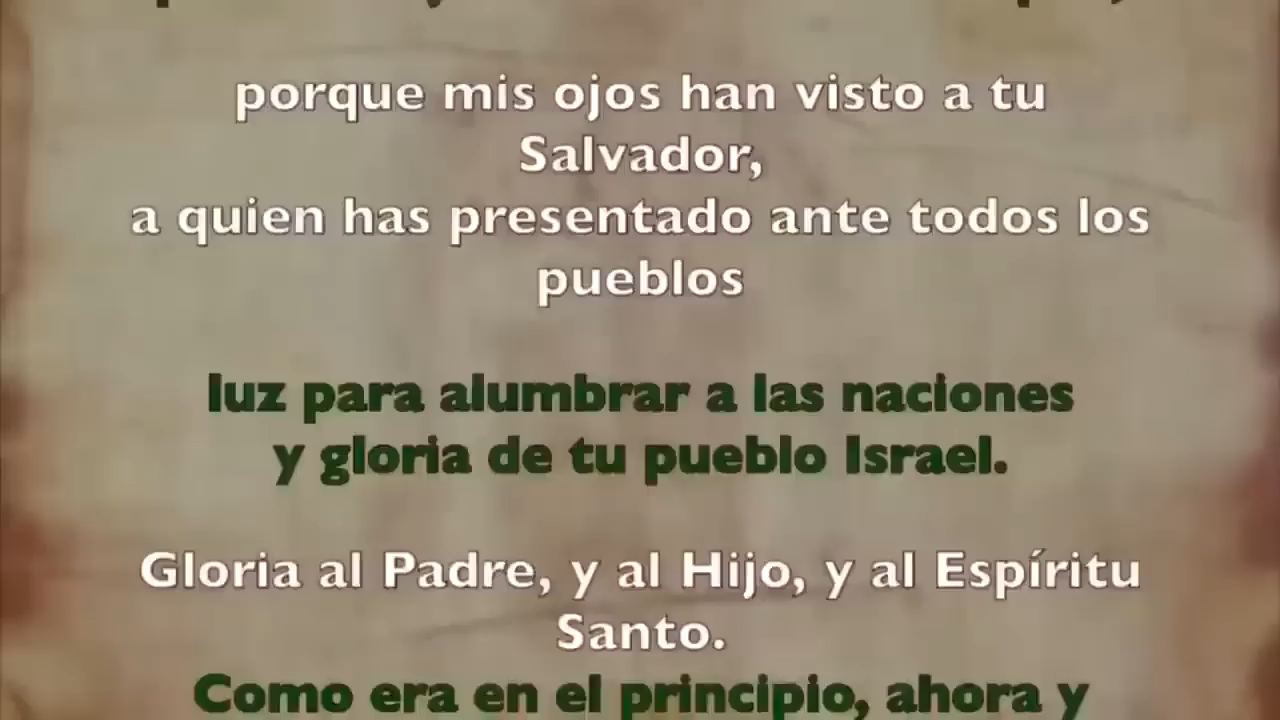 porque mis ojos han visto a tu
Salvador,
a quien has presentado ante todos los
pueblos
luz para alumbrar a las naciones
y gloria de tu pueblo Israel.
Gloria al Padre, y al Hijo, y al Espíritu
Santo.
Como era en el principio, ahora y